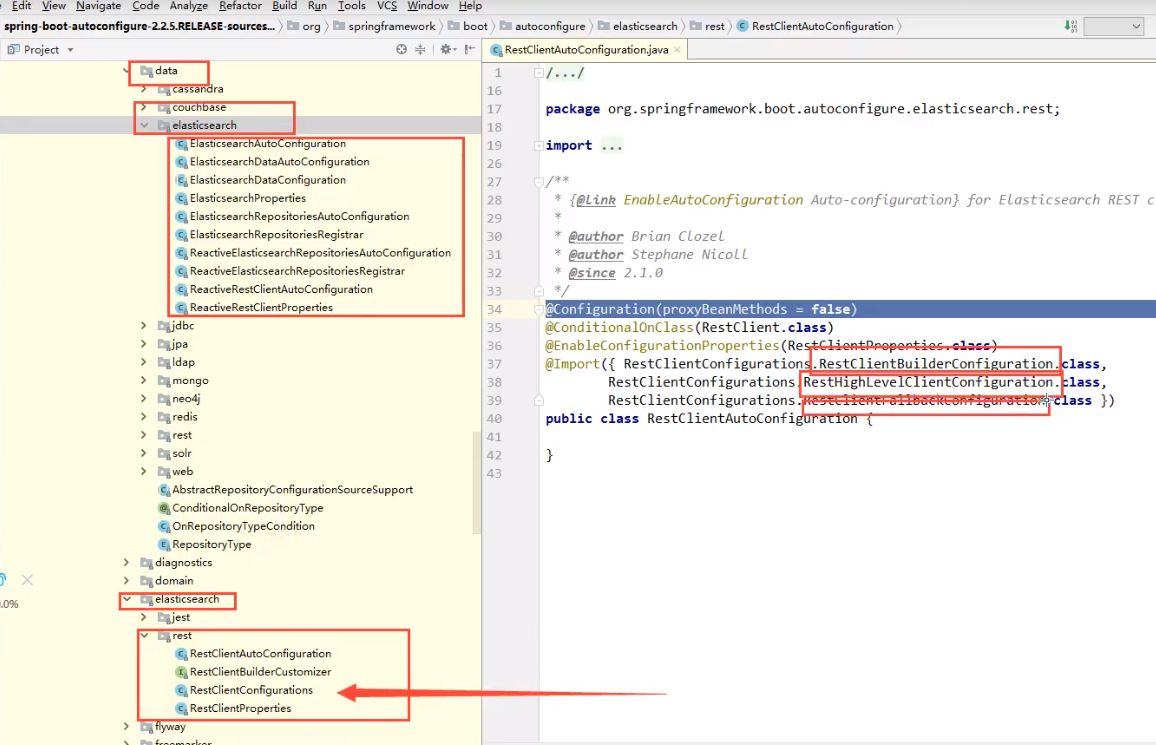 Edit View Navigate Code Analyze Refactor Build Run Tools VCS Window Help
spring-boot-autoconfigure-2.2.5.RELEASE-sources... org springframework boot autoconfigure elasticsearch rest RestClientAutoConfiguration
Project
RestClientAutoConfiguration.java
data
cassandra
couchbase
elasticsearch
ElasticsearchAutoConfiguration
ElasticsearchDataAutoConfiguration
ElasticsearchDataConfiguration
ElasticsearchProperties
ElasticsearchRepositoriesAutoConfiguration
ElasticsearchRepositoriesRegistrar
ReactiveElasticsearchRepositoriesAutoConfiguration
ReactiveElasticsearchRepositoriesRegistrar
ReactiveRestClientAutoConfiguration
ReactiveRestClientProperties
jdbc
jpa
ldap
mongo
neo4j
redis
rest
solr
web
AbstractRepositoryConfigurationSourceSupport
ConditionalOnRepositoryType
OnRepositoryTypeCondition
RepositoryType
diagnostics
domain
elasticsearch
jest
rest
RestClientAutoConfiguration
RestClientBuilderCustomizer
RestClientConfigurations
RestClientProperties
flyway
freemarker
.0%
1 /.../
16
17 package org.springframework.boot.autoconfigure.elasticsearch.rest;
18
19 import ...
26
27 /**
28 * {@link EnableAutoConfiguration Auto-configuration} for Elasticsearch REST c
29 *
30 * @author Brian Clozel
31 * @author Stephane Nicoll
32 * @since 2.1.0
33 */
34 @Configuration(proxyBeanMethods = false)
35 @ConditionalOnClass(RestClient.class)
36 @EnableConfigurationProperties(RestClientProperties.class)
37 @Import({ RestClientConfigurations.RestClientBuilderConfiguration.class,
38 RestClientConfigurations.RestHighLevelClientConfiguration.class,
39 RestClientConfigurations.RestClientFallbackConfiguration.class })
40 public class RestClientAutoConfiguration {
41
42 }
43